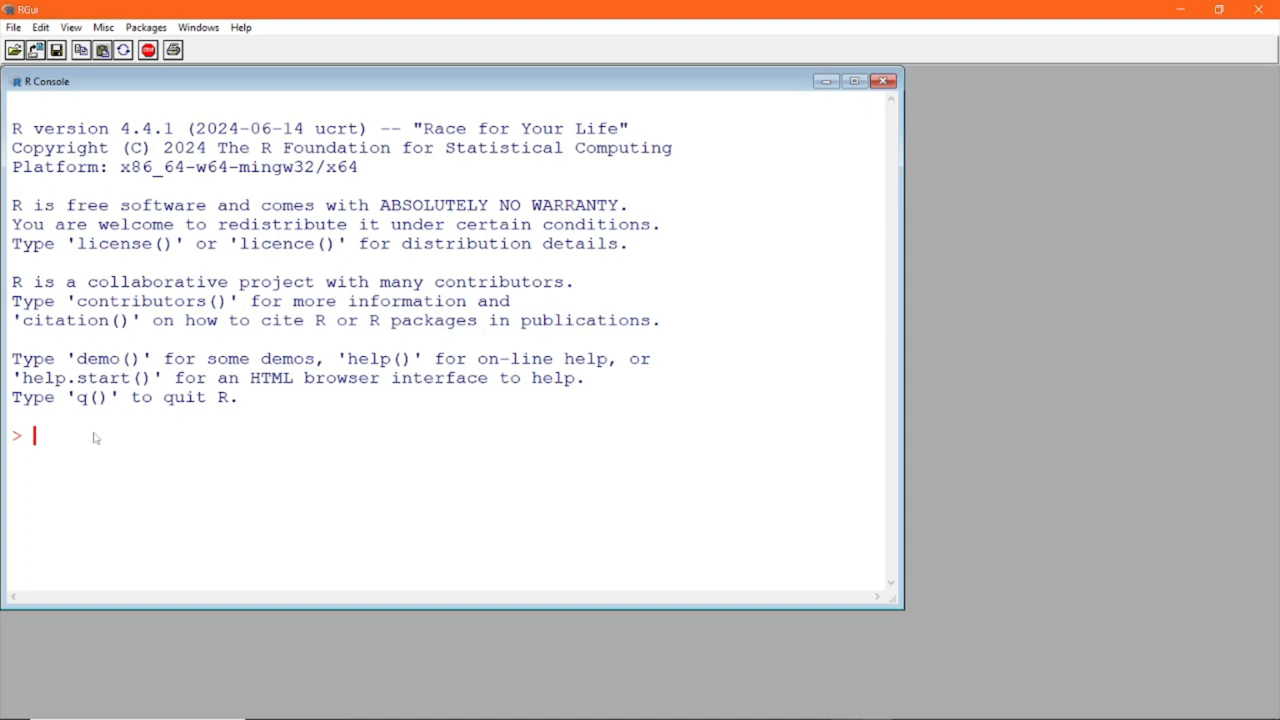 RGui
File Edit View Misc Packages Windows Help
STOP
R Console
R version 4.4.1 (2024-06-14 ucrt) -- "Race for Your Life"
Copyright (C) 2024 The R Foundation for Statistical Computing
Platform: x86_64-w64-mingw32/x64
R is free software and comes with ABSOLUTELY NO WARRANTY.
You are welcome to redistribute it under certain conditions.
Type 'license()' or 'licence()' for distribution details.
R is a collaborative project with many contributors.
Type 'contributors()' for more information and
'citation()' on how to cite R or R packages in publications.
Type 'demo()' for some demos, 'help()' for on-line help, or
'help.start()' for an HTML browser interface to help.
Type 'q()' to quit R.
>